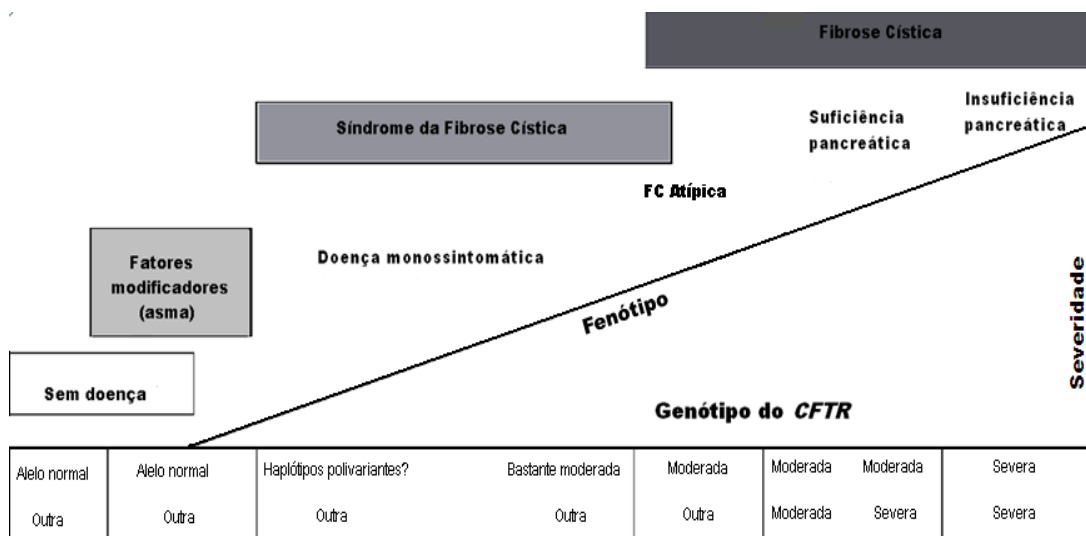 Fibrose Cística
Insuficiência
pancreática
Suficiência
pancreática
Síndrome da Fibrose Cística
FC Atípica
Fatores
modificadores
(asma)
Doença monossintomática
Fenótipo
Severidade
Sem doença
Genótipo do CFTR
Alelo normal Alelo normal Haplótipos polivariantes? Bastante moderada Moderada Moderada Moderada Severa
Outra Outra Outra Outra Outra Moderada Severa Severa